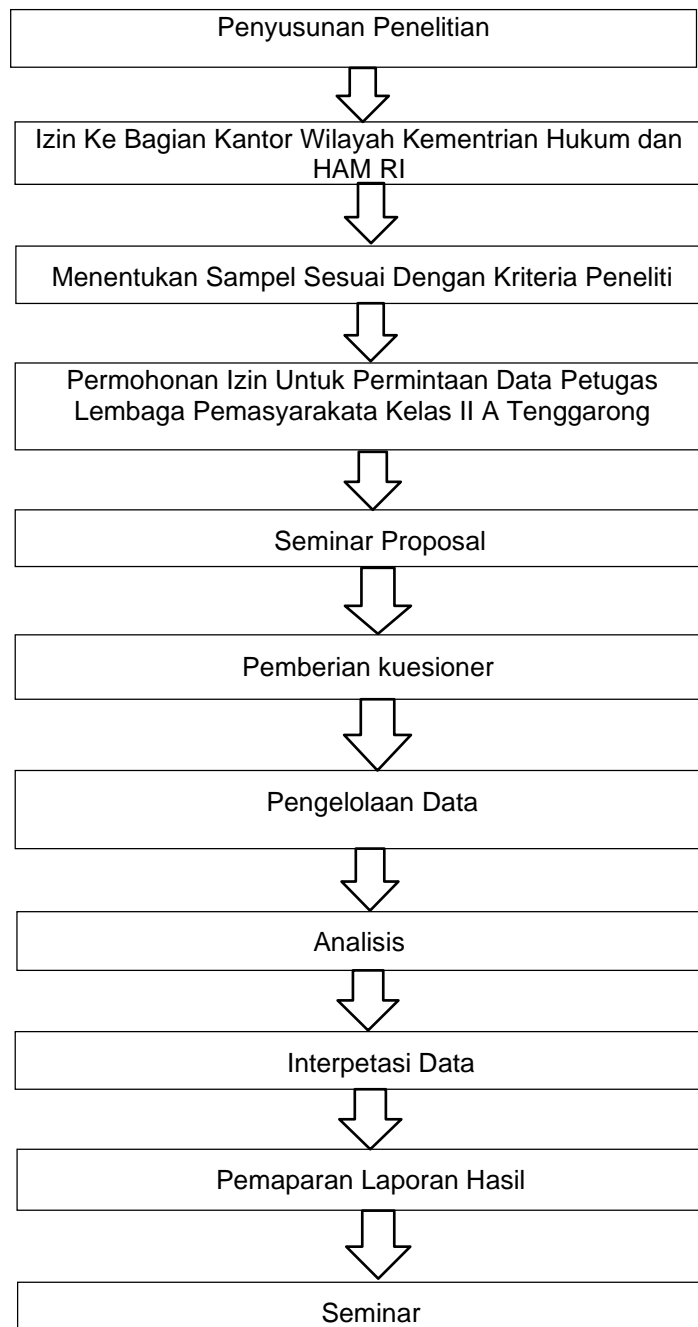 Penyusunan Penelitian
Izin Ke Bagian Kantor Wilayah Kementrian Hukum dan
HAM RI
Menentukan Sampel Sesuai Dengan Kriteria Peneliti
Permohonan Izin Untuk Permintaan Data Petugas
Lembaga Pemasyarakata Kelas II A Tenggarong
Seminar Proposal
Pemberian kuesioner
Pengelolaan Data
Analisis
Interpetasi Data
Pemaparan Laporan Hasil
Seminar